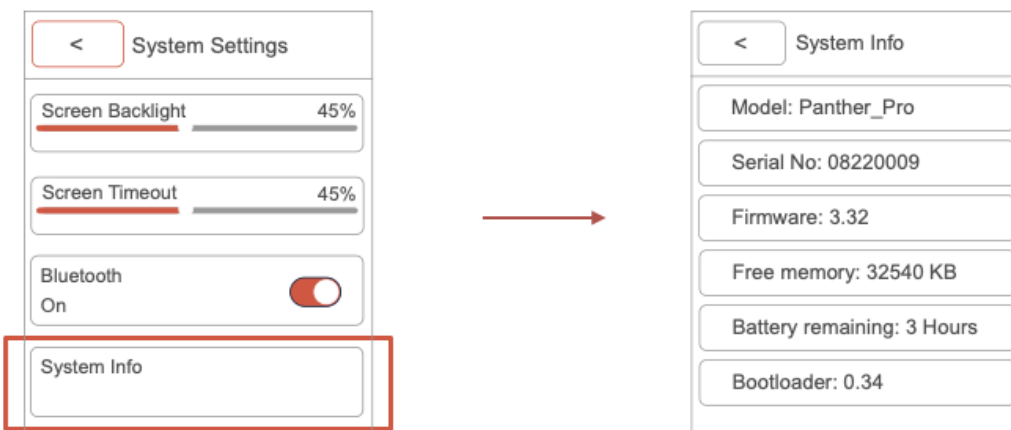 < System Settings
Screen Backlight 45%
Screen Timeout 45%
Bluetooth
On
System Info
< System Info
Model: Panther_Pro
Serial No: 08220009
Firmware: 3.32
Free memory: 32540 KB
Battery remaining: 3 Hours
Bootloader: 0.34